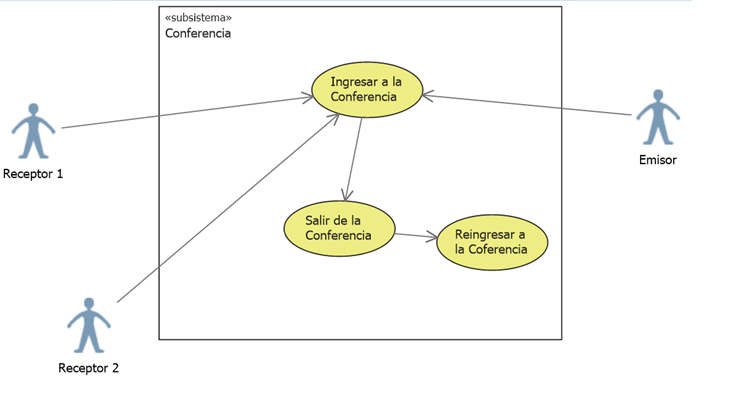 «subsistema»
Conferencia
Ingresar a la
Conferencia
Receptor 1
Emisor
Salir de la
Conferencia
Reingresar a
la Coferencia
Receptor 2